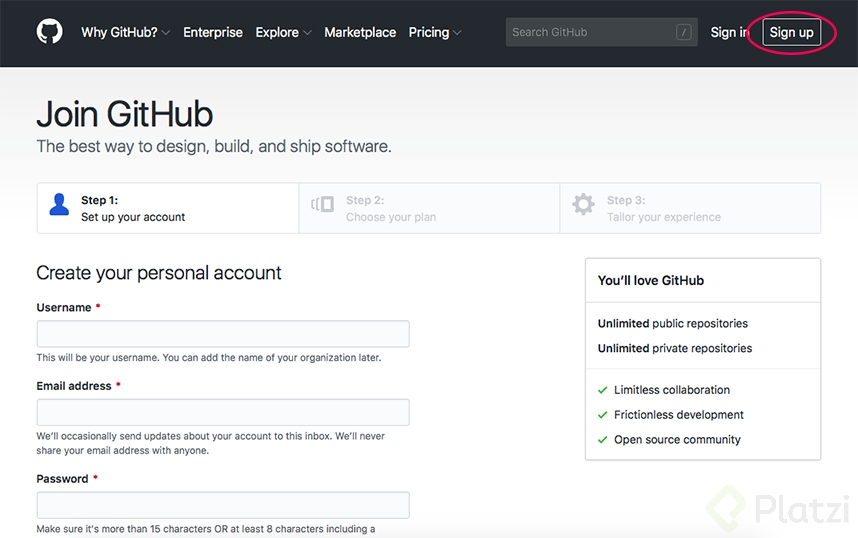 Why GitHub? Enterprise Explore Marketplace Pricing Search GitHub / Sign in Sign up
Join GitHub
The best way to design, build, and ship software.
Step 1:
Set up your account
Step 2:
Choose your plan
Step 3:
Tailor your experience
Create your personal account
Username *
This will be your username. You can add the name of your organization later.
Email address *
We’ll occasionally send updates about your account to this inbox. We’ll never
share your email address with anyone.
Password *
Make sure it's more than 15 characters OR at least 8 characters including a
You’ll love GitHub
Unlimited public repositories
Unlimited private repositories
Limitless collaboration
Frictionless development
Open source community
Platzi